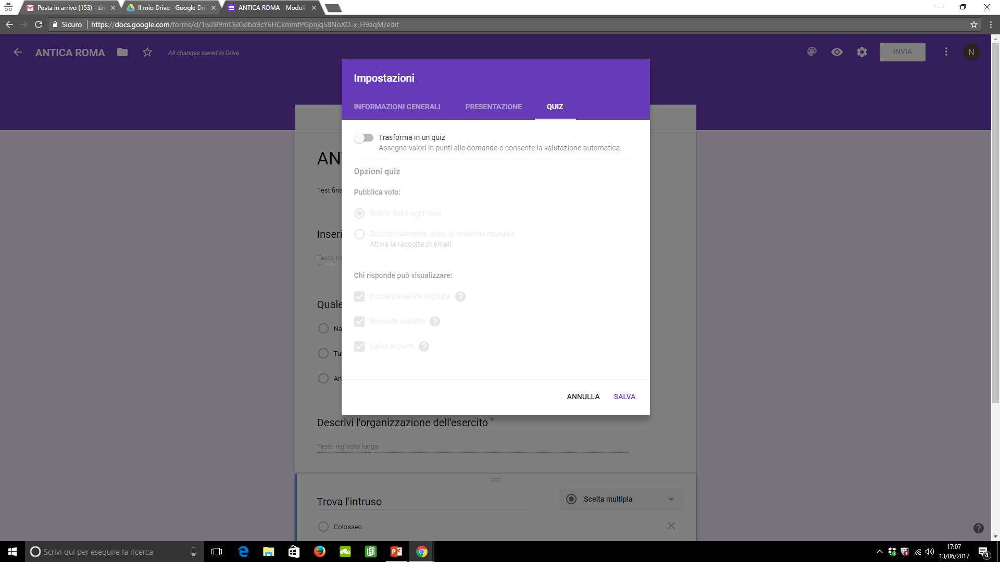 Posta in arrivo (153) - tin
Il mio Drive - Google Dri
ANTICA ROMA - Moduli
Sicuro
https://docs.google.com/forms/d/1w2B9mC6l0xIbo9cY6HCkmmfPGpnjq58NoXO-x_H9aqM/edit
ANTICA ROMA
All changes saved in Drive
INVIA
N
Impostazioni
INFORMAZIONI GENERALI
PRESENTAZIONE
QUIZ
Trasforma in un quiz
Assegna valori in punti alle domande e consente la valutazione automatica.
AN
Opzioni quiz
Test fina
Pubblica voto:
Subito dopo ogni invio
Inseri
Successivamente, dopo la revisione manuale
Attiva la raccolta di email
Testo ris
Chi risponde può visualizzare:
Domande senza risposta
Quale
Risposte corrette
Na
Valori in punti
Tu
An
ANNULLA
SALVA
Descrivi l'organizzazione dell'esercito *
Testo risposta lunga
Trova l'intruso
Scelta multipla
Colosseo
Scrivi qui per eseguire la ricerca
17:07
13/06/2017
4